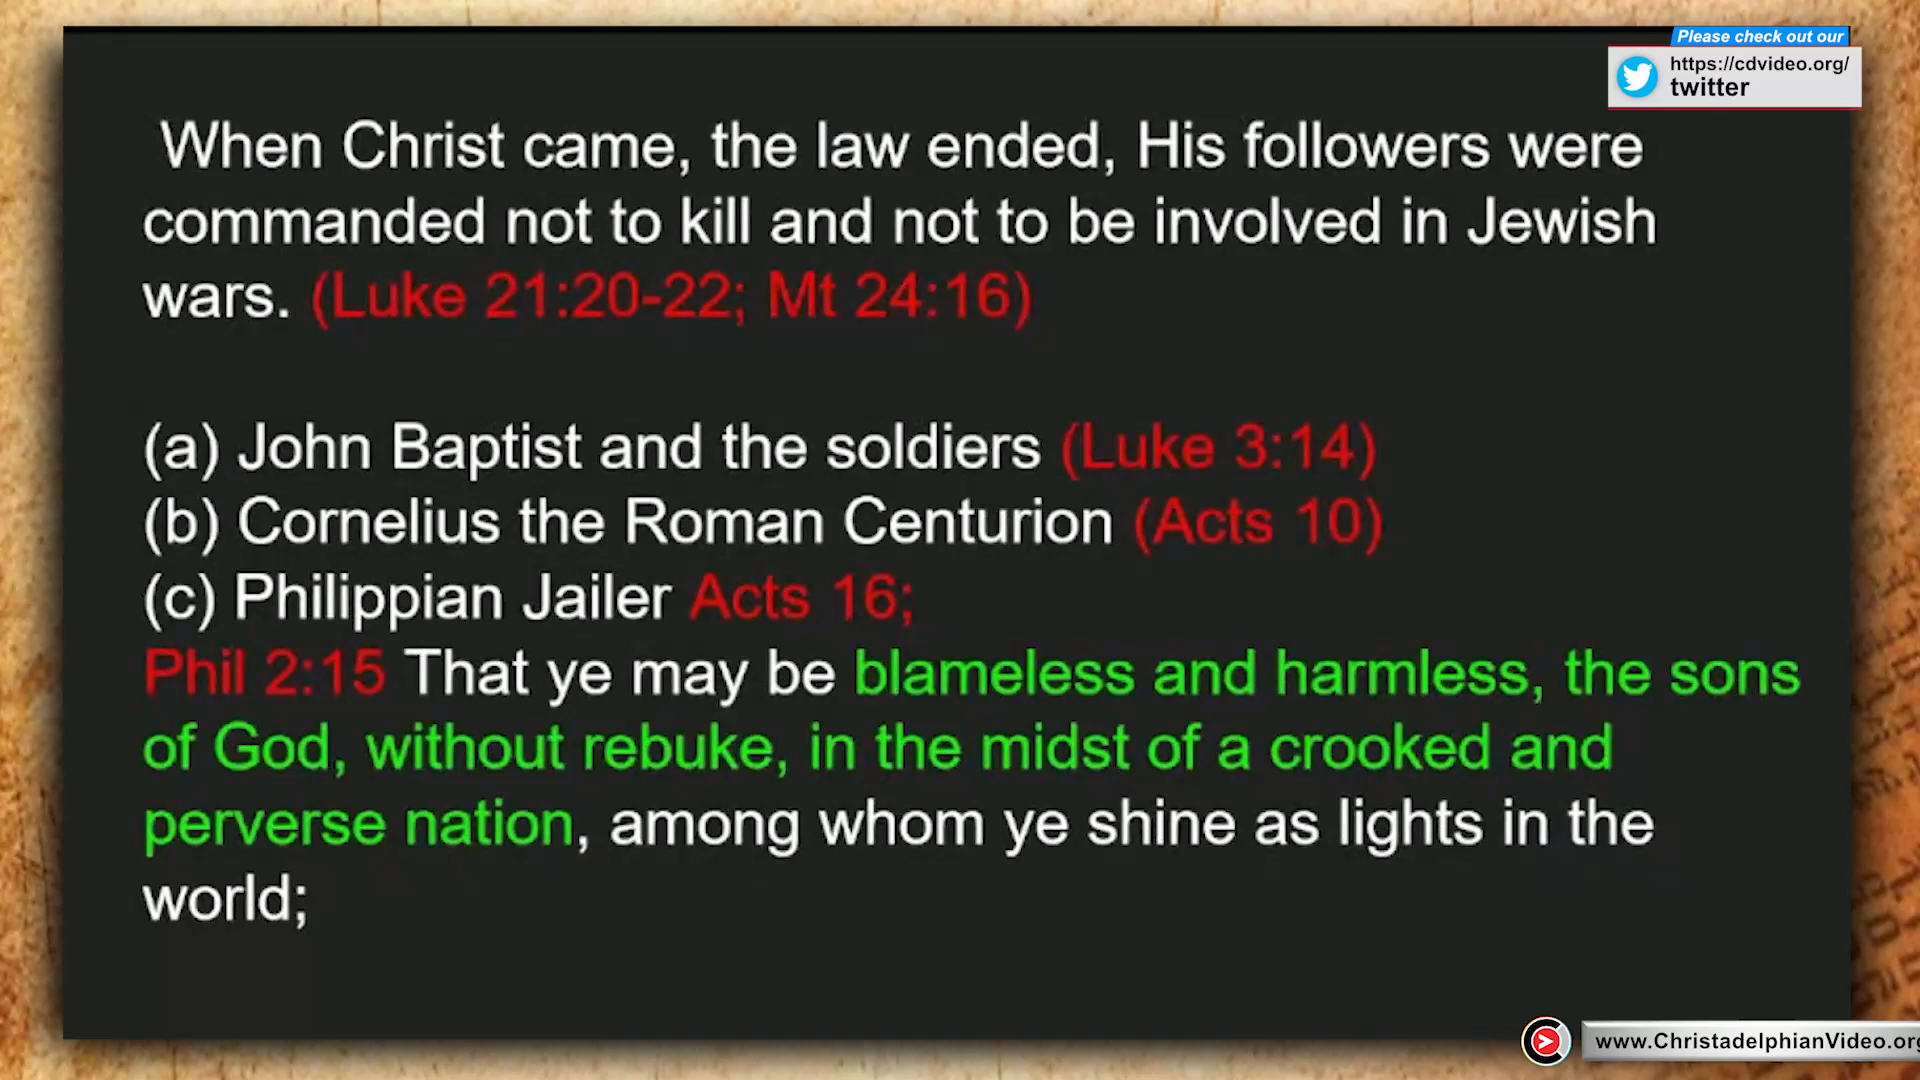 Please check out our
https://cdvideo.org/
twitter
When Christ came, the law ended, His followers were
commanded not to kill and not to be involved in Jewish
wars. (Luke 21:20-22; Mt 24:16)
(a) John Baptist and the soldiers (Luke 3:14)
(b) Cornelius the Roman Centurion (Acts 10)
(c) Philippian Jailer Acts 16;
Phil 2:15 That ye may be blameless and harmless, the sons
of God, without rebuke, in the midst of a crooked and
perverse nation, among whom ye shine as lights in the
world;
www.ChristadelphianVideo.org